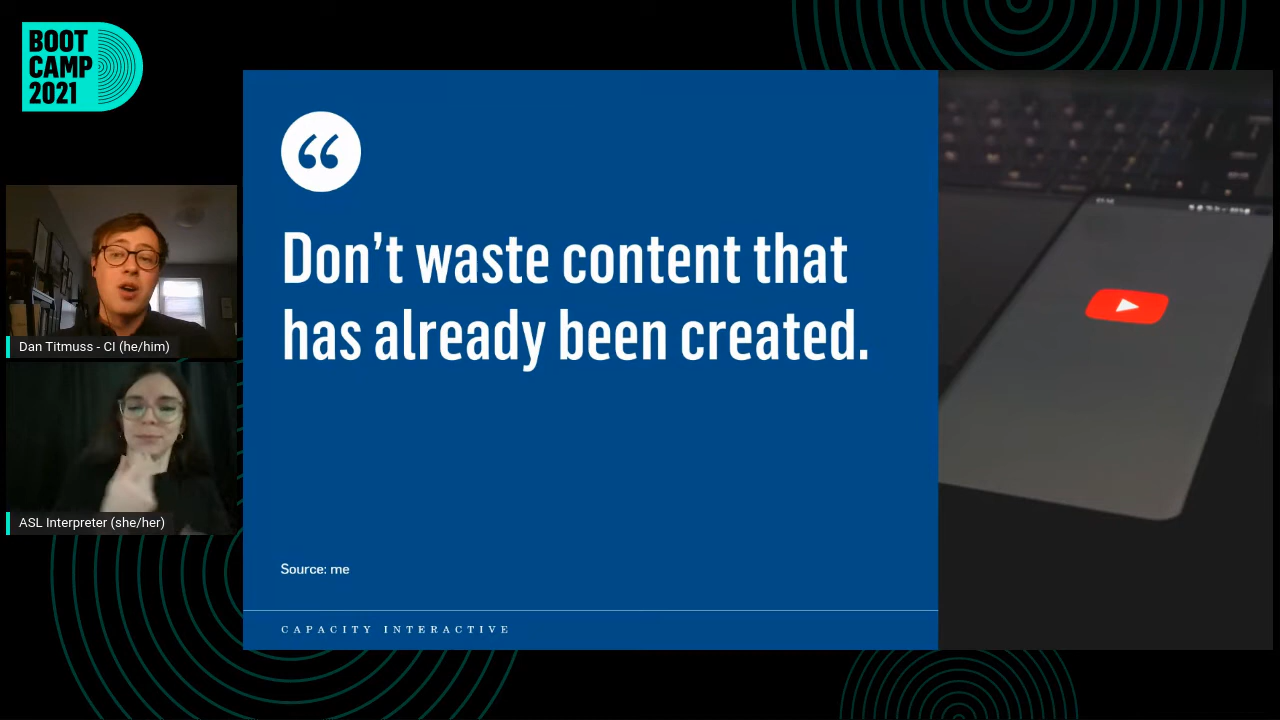 BOOT
CAMP
2021
“
Don’t waste content that
has already been created.
Source: me
CAPACITY INTERACTIVE
Dan Titmuss - CI (he/him)
ASL Interpreter (she/her)